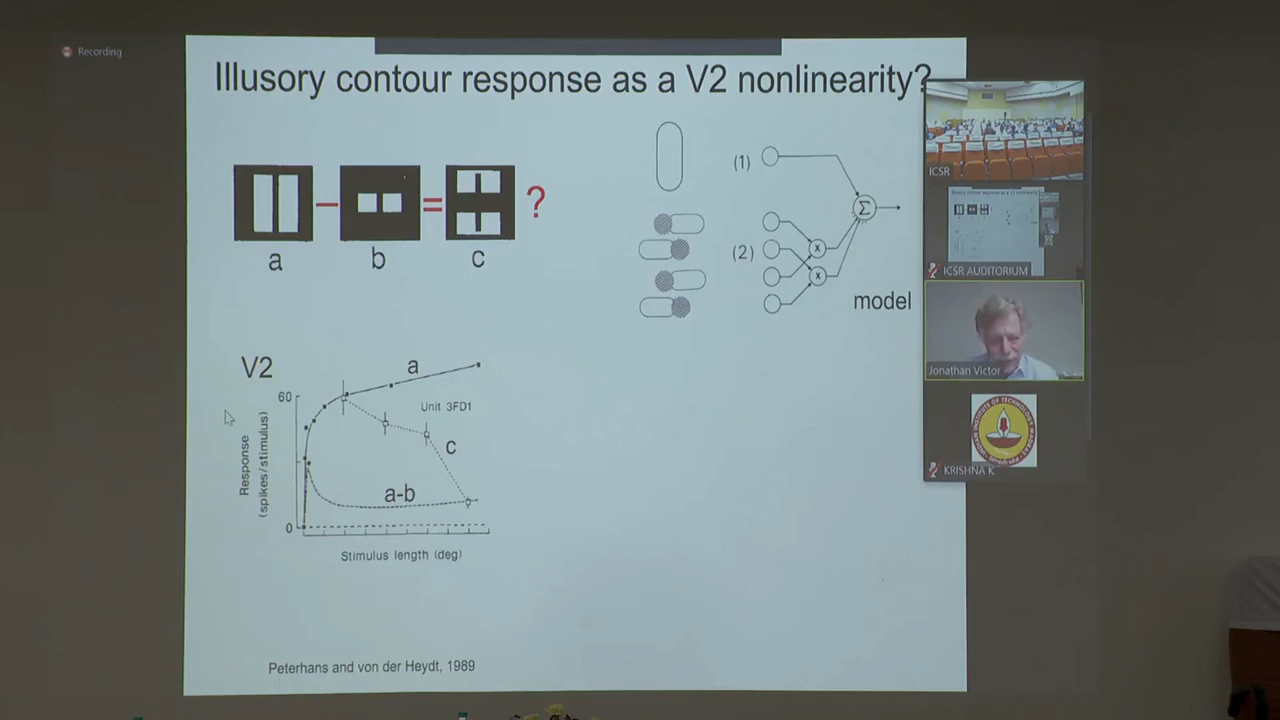 Recording
Illusory contour response as a V2 nonlinearity?
ICSR
(1)
?
Σ
a
b
c
(2)
x
x
ICSR AUDITORIUM
model
V2
a
Jonathan Victor
60
Unit 3FD1
Response
(spikes/stimulus)
c
KRISHNA K
a-b
0
Stimulus length (deg)
Peterhans and von der Heydt, 1989